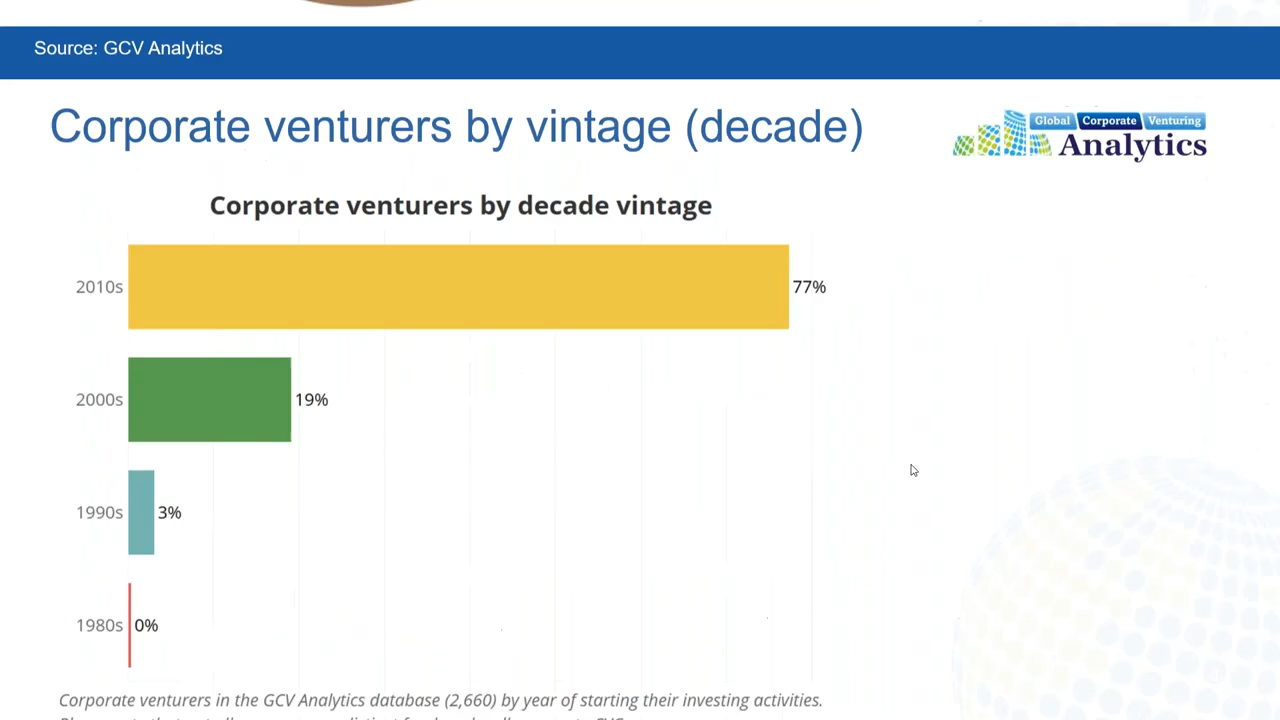 Source: GCV Analytics
Corporate venturers by vintage (decade)
Global Corporate Venturing
Analytics
Corporate venturers by decade vintage
2010s 77%
2000s 19%
1990s 3%
1980s 0%
Corporate venturers in the GCV Analytics database (2,660) by year of starting their investing activities.